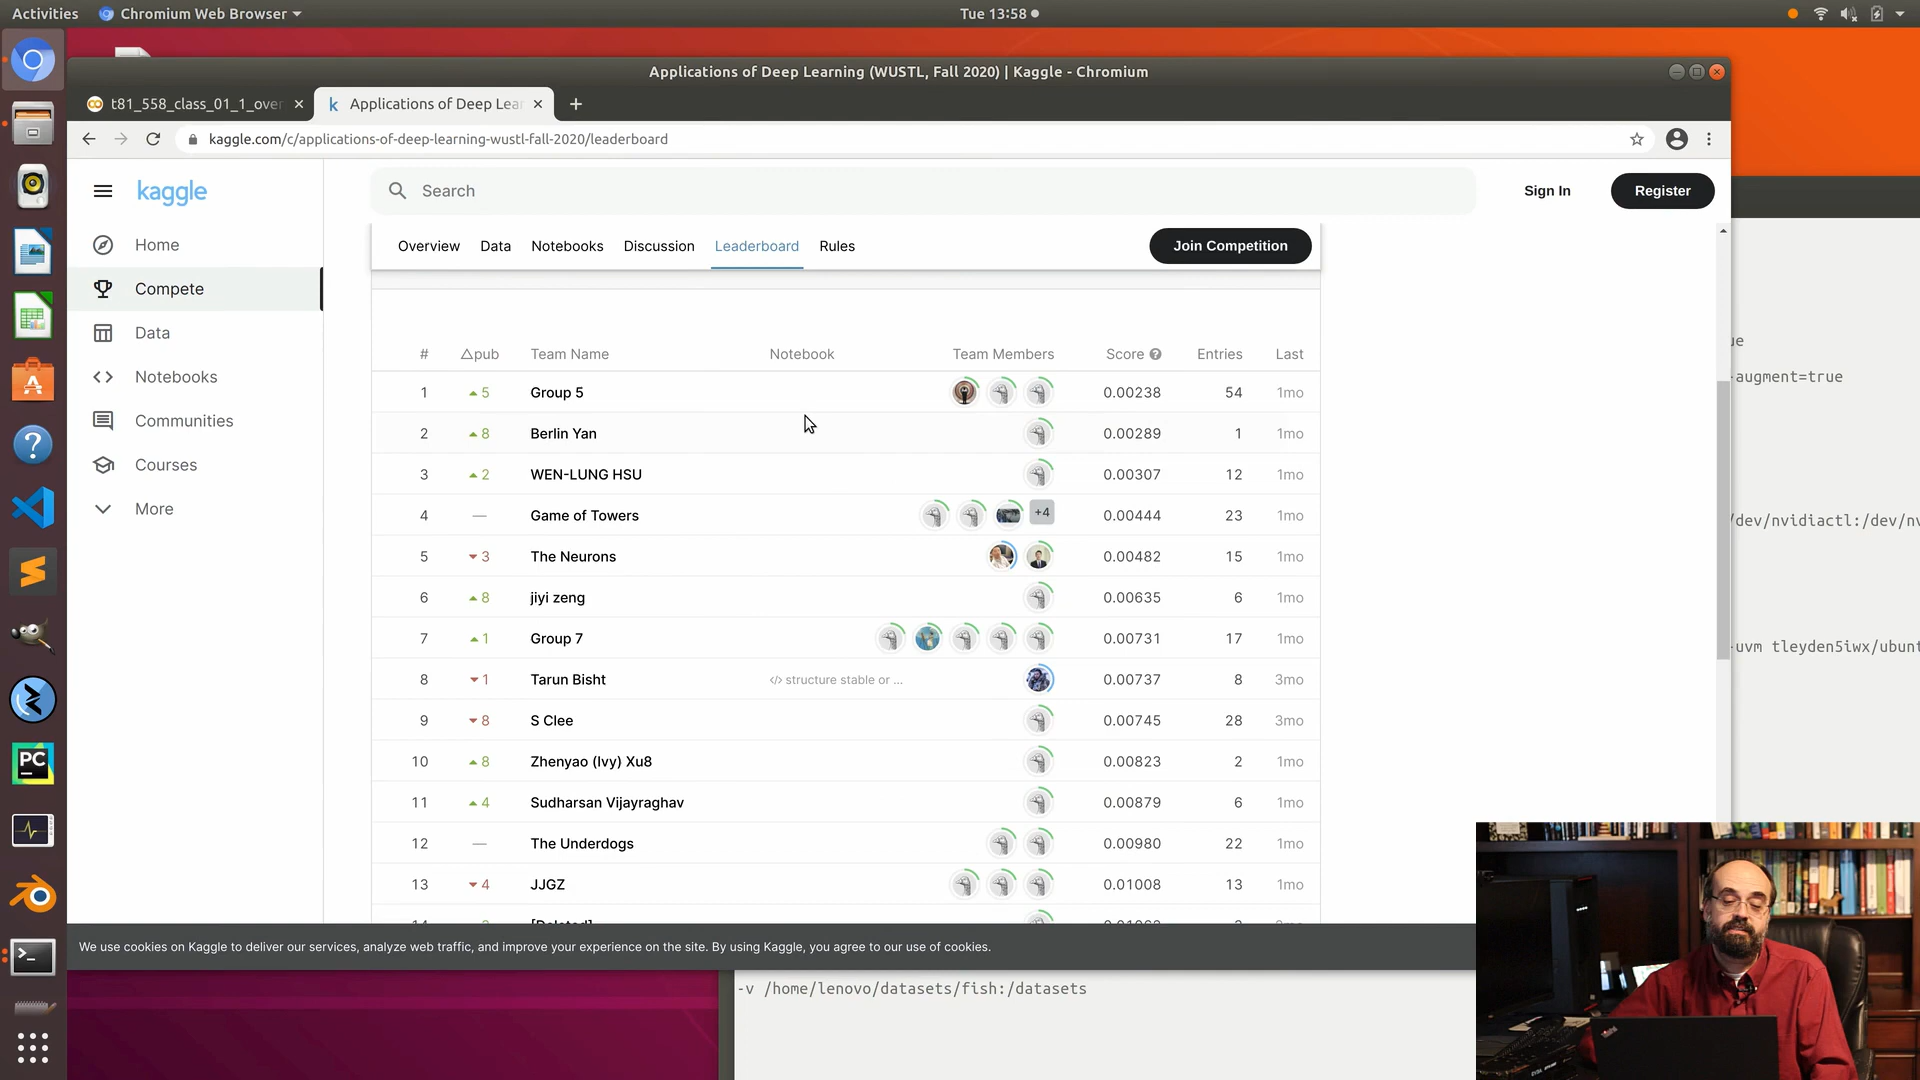 Activities Chromium Web Browser Tue 13:58
Applications of Deep Learning (WUSTL, Fall 2020) | Kaggle - Chromium
t81_558_class_01_1_over Applications of Deep Lear
kaggle.com/c/applications-of-deep-learning-wustl-fall-2020/leaderboard
kaggle Search Sign In Register
Overview Data Notebooks Discussion Leaderboard Rules Join Competition
Home
Compete
Data
Notebooks
Communities
Courses
More
# △pub Team Name Notebook Team Members Score Entries Last
1 5 Group 5 0.00238 54 1mo
2 8 Berlin Yan 0.00289 1 1mo
3 2 WEN-LUNG HSU 0.00307 12 1mo
4 — Game of Towers +4 0.00444 23 1mo
5 3 The Neurons 0.00482 15 1mo
6 8 jiyi zeng 0.00635 6 1mo
7 1 Group 7 0.00731 17 1mo
8 1 Tarun Bisht </> structure stable or ... 0.00737 8 3mo
9 8 S Clee 0.00745 28 3mo
10 8 Zhenyao (Ivy) Xu8 0.00823 2 1mo
11 4 Sudharsan Vijayraghav 0.00879 6 1mo
12 — The Underdogs 0.00980 22 1mo
13 4 JJGZ 0.01008 13 1mo
We use cookies on Kaggle to deliver our services, analyze web traffic, and improve your experience on the site. By using Kaggle, you agree to our use of cookies.
ue
-augment=true
/dev/nvidiactl:/dev/nv
-uvm tleyden5iwx/ubunt
-v /home/lenovo/datasets/fish:/datasets
PC